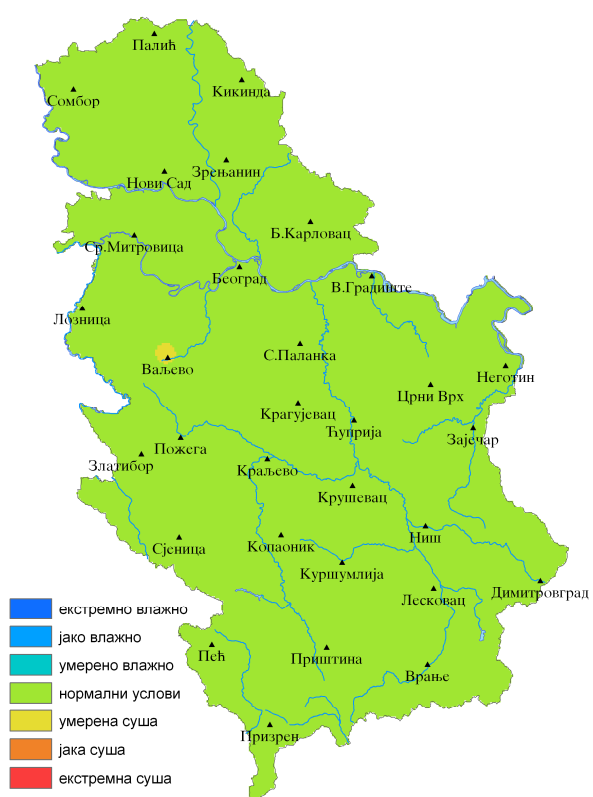 Палић
Кикинда
Сомбор
Зрењанин
Нови Сад
Б.Карловац
Ср.Митровица
Београд
В.Градиште
Лозница
С.Паланка
Ваљево
Неготин
Црни Врх
Крагујевац
Ћуприја
Зајечар
Пожега
Златибор
Краљево
Крушевац
Ниш
Сјеница
Копаоник
Куршумлија
Димитровград
Лесковац
екстремно влажно
јако влажно
Пећ
Приштина
умерено влажно
Врање
нормални услови
умерена суша
Призрен
јака суша
екстремна суша